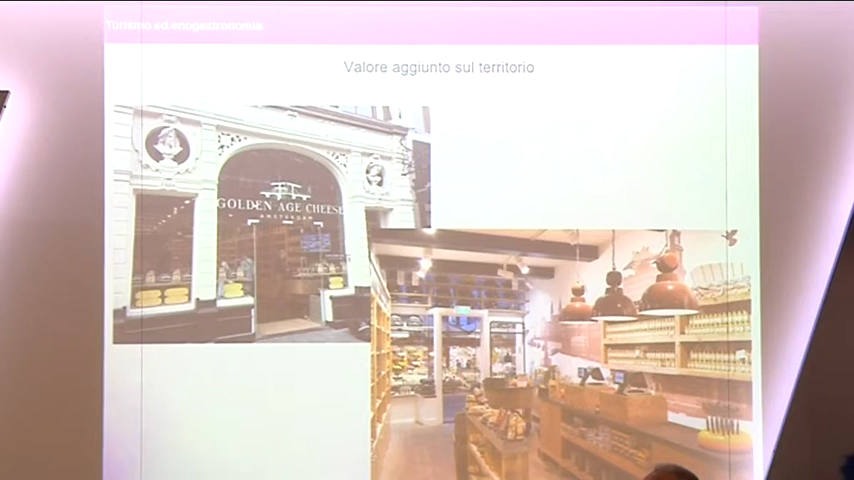 Turismo ed enogastronomia
Valore aggiunto sul territorio
GOLDEN AGE CHEESE
AMSTERDAM